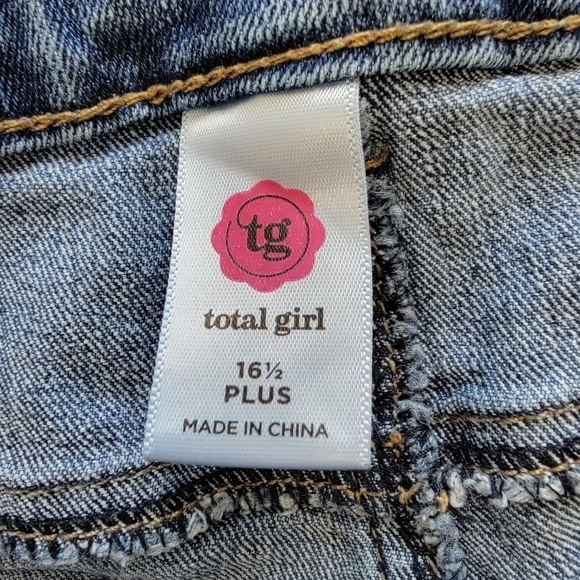 tg
total girl
16½
PLUS
MADE IN CHINA